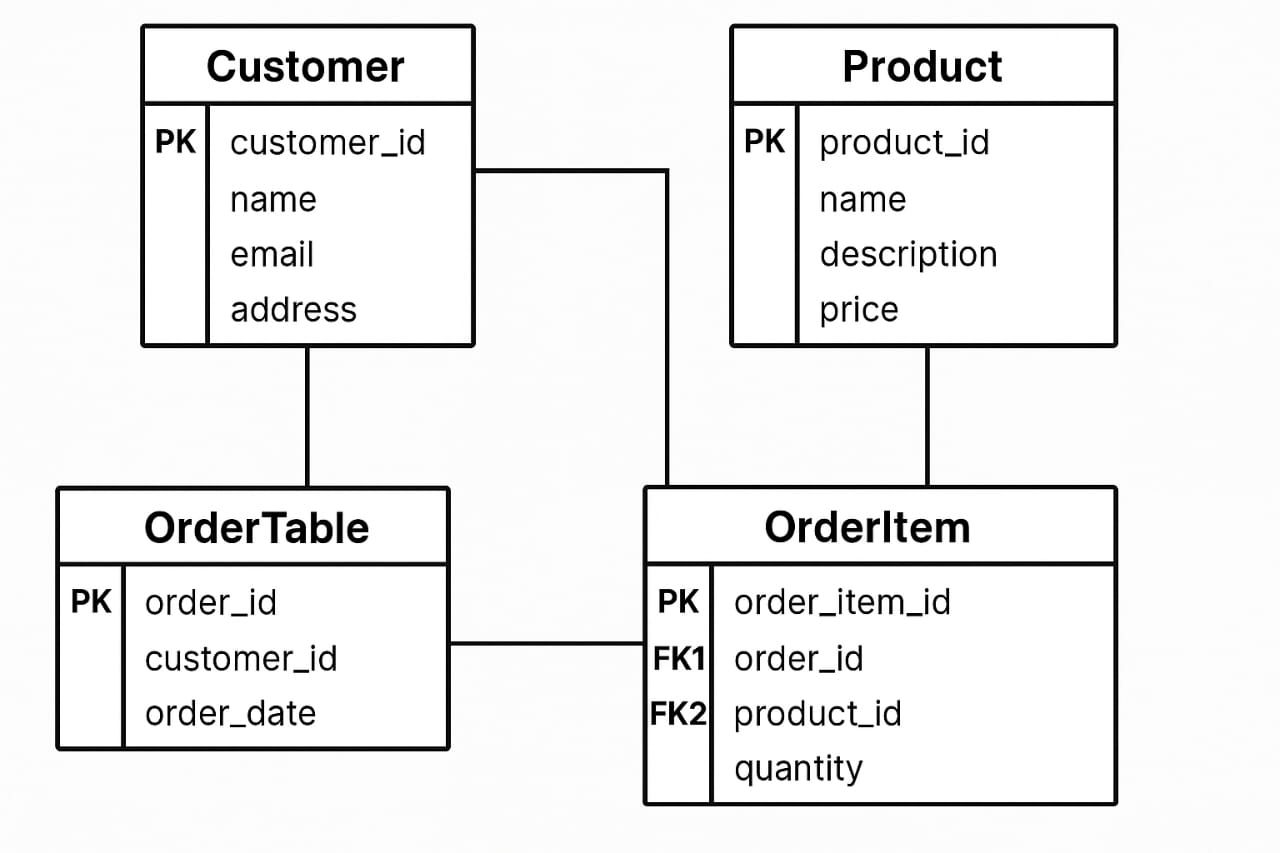 Customer
PK customer_id
name
email
address
Product
PK product_id
name
description
price
OrderTable
PK order_id
customer_id
order_date
OrderItem
PK order_item_id
FK1 order_id
FK2 product_id
quantity